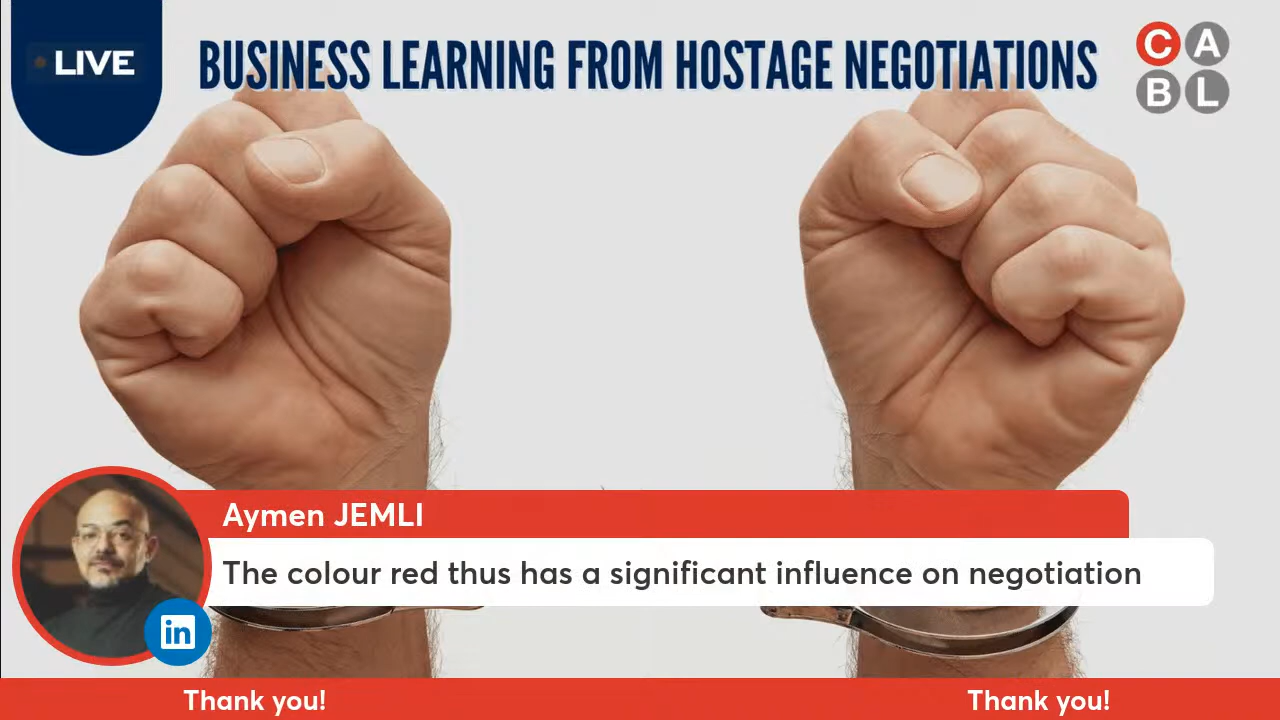 LIVE
BUSINESS LEARNING FROM HOSTAGE NEGOTIATIONS
C A
B L
Aymen JEMLI
The colour red thus has a significant influence on negotiation
in
Thank you!
Thank you!